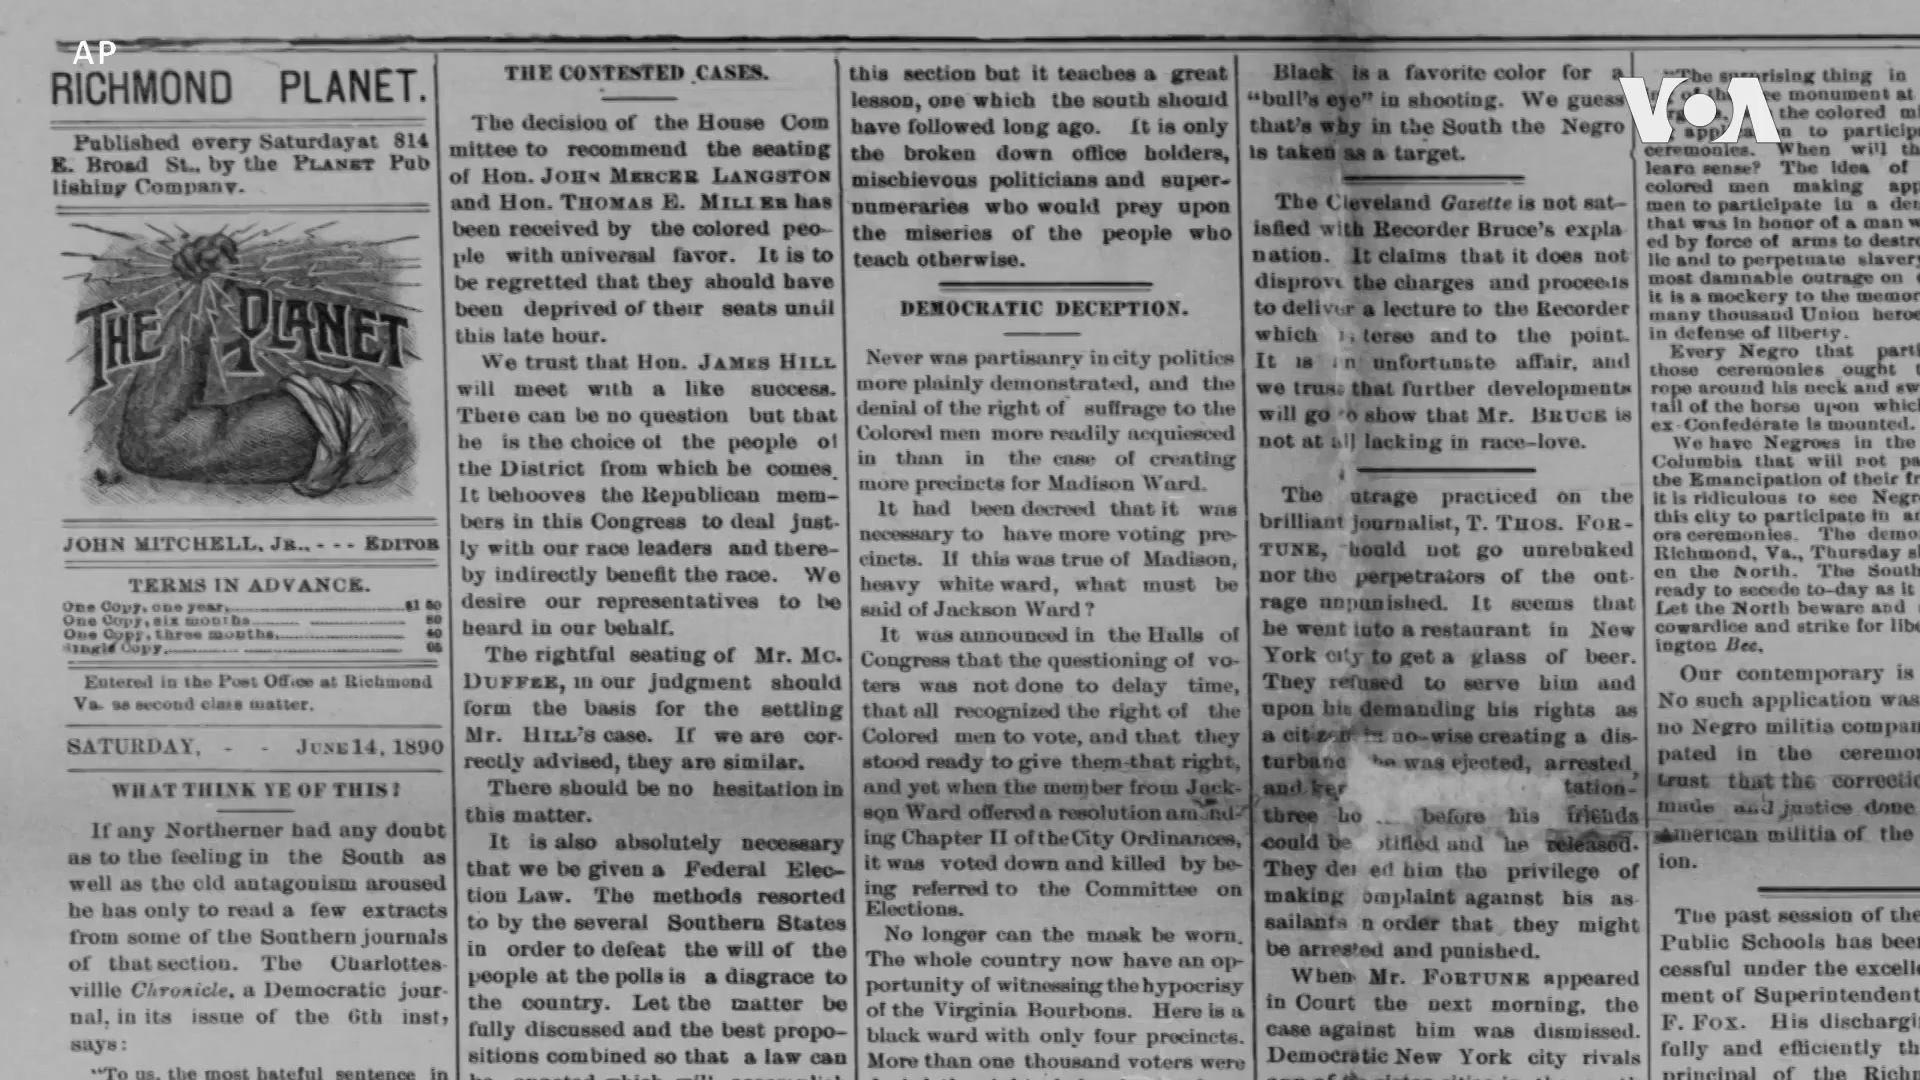 AP
VOA
RICHMOND PLANET.
Published every Saturday at 814
E. Broad St., by the PLANET Pub
lishing Company.
THE PLANET
JOHN MITCHELL, JR., - - - EDITOR
TERMS IN ADVANCE.
One Copy, one year, $1 50
One Copy, six months 80
One Copy, three months, 40
Single Copy, 05
Entered in the Post Office at Richmond
Va. as second class matter.
SATURDAY, - - JUNE 14, 1890
WHAT THINK YE OF THIS?
If any Northerner had any doubt
as to the feeling in the South as
well as the old antagonism aroused
he has only to read a few extracts
from some of the Southern journals
of that section. The Charlottes-
villie Chronicle, a Democratic jour-
nal, in its issue of the 6th inst,
says:
"To us, the most hateful sentence in
THE CONTESTED CASES.
The decision of the House Com
mittee to recommend the seating
of Hon. JOHN MERCER LANGSTON
and Hon. THOMAS E. MILLER has
been received by the colored peo-
ple with universal favor. It is to
be regretted that they should have
been deprived of their seats until
this late hour.
We trust that Hon. JAMES HILL
will meet with a like success.
There can be no question but that
he is the choice of the people of
the District from which he comes.
It behooves the Republican mem-
bers in this Congress to deal just-
ly with our race leaders and there-
by indirectly benefit the race. We
desire our representatives to be
heard in our behalf.
The rightful seating of Mr. MC.
DUFFEE, in our judgment should
form the basis for the settling
Mr. HILL'S case. If we are cor-
rectly advised, they are similar.
There should be no hesitation in
this matter.
It is also absolutely necessary
that we be given a Federal Elec-
tion Law. The methods resorted
to by the several Southern States
in order to defeat the will of the
people at the polls is a disgrace to
the country. Let the matter be
fully discussed and the best propo-
sitions combined so that a law can
this section but it teaches a great
lesson, one which the south should
have followed long ago. It is only
the broken down office holders,
mischievous politicians and super-
numeraries who would prey upon
the miseries of the people who
teach otherwise.
DEMOCRATIC DECEPTION.
Never was partisanry in city politics
more plainly demonstrated, and the
denial of the right of suffrage to the
Colored men more readily acquiesced
in than in the case of creating
more precincts for Madison Ward.
It had been decreed that it was
necessary to have more voting pre-
cincts. If this was true of Madison,
heavy white ward, what must be
said of Jackson Ward?
It was announced in the Halls of
Congress that the questioning of vo-
ters was not done to delay time,
that all recognized the right of the
Colored men to vote, and that they
stood ready to give them that right,
and yet when the member from Jack-
son Ward offered a resolution amend-
ing Chapter II of the City Ordinances,
it was voted down and killed by be-
ing referred to the Committee on
Elections.
No longer can the mask be worn.
The whole country now have an op-
portunity of witnessing the hypocrisy
of the Virginia Bourbons. Here is a
black ward with only four precincts.
More than one thousand voters were
Black is a favorite color for a
"bull's eye" in shooting. We guess
that's why in the South the Negro
is taken as a target.
The Cleveland Gazette is not sat-
isfied with Recorder Bruce's expla
nation. It claims that it does not
disprove the charges and proceeds
to deliver a lecture to the Recorder
which is terse and to the point.
It is an unfortunate affair, and
we trust that further developments
will go to show that Mr. BRUCE is
not at all lacking in race-love.
The utrage practiced on the
brilliant journalist, T. THOS. FOR-
TUNE, hould not go unrebuked
nor the perpetrators of the out-
rage unpunished. It seems that
he went into a restaurant in New
York city to get a glass of beer.
They refused to serve him and
upon his demanding his rights as
a citizen in no-wise creating a dis-
turbanc he was ejected, arrested,
and ker tation-
three ho before his friends
could be otified and he released.
They den ed him the privilege of
making omplaint against his as-
sailants n order that they might
be arrested and punished.
When Mr. FORTUNE appeared
in Court the next morning, the
case against him was dismissed.
Democratic New York city rivals
"The surprising thing in
monument at
the colored mi
to particip
ceremonies. When will th
learn sense? The idea of
colored men making app
men to participate in a de
that was in honor of a man w
ed by force of arms to destro
lic and to perpetuate slavery
most damnable outrage on
it is a mockery to the memor
many thousand Union heroe
in defense of liberty.
Every Negro that parti
those ceremonies ought t
rope around his neck and sw
tail of the horse upon which
ex-Confederate is mounted.
We have Negroes in the
Columbia that will not pa
the Emancipation of their fr
it is ridiculous to see Negro
this city to participate in an
ors ceremonies. The demo
Richmond, Va., Thursday sh
en the North. The South
ready to secede to-day as it
Let the North beware and
cowardice and strike for libe
ington Bee.
Our contemporary is
No such application was
no Negro militia compan
pated in the ceremon
trust that the correctio
made and justice done
American militia of the
ion.
The past session of the
Public Schools has been
cessful under the excelle
ment of Superintendent
F. Fox. His dischargi
fully and efficiently th
principal of the Richm